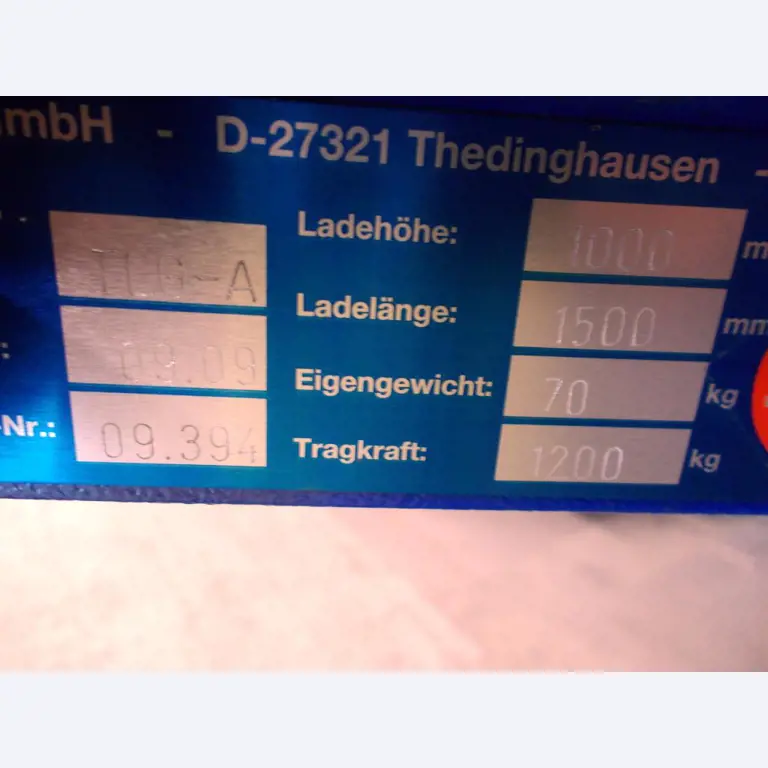 mbH - D-27321 Thedinghausen -
Ladehöhe: 1000 m
Ladelänge: 1500 mm
09.09 Eigengewicht: 70 kg
-Nr.: 09.394 Tragkraft: 1200 kg